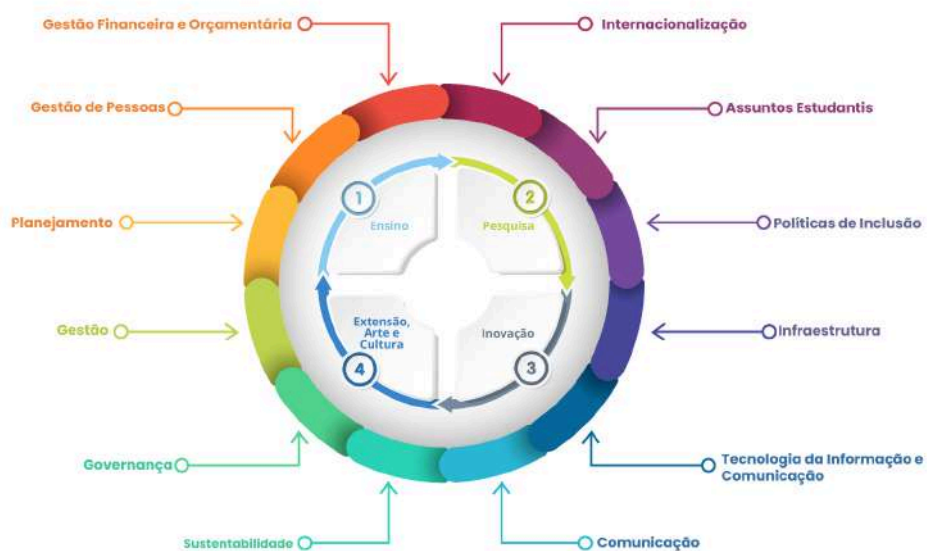 Gestão Financeira e Orçamentária
Internacionalização
Gestão de Pessoas
Assuntos Estudantis
1
2
Planejamento
Ensino
Pesquisa
Políticas de Inclusão
Gestão
Extensão,
Arte e
Cultura
Inovação
Infraestrutura
4
3
Governança
Tecnologia da Informação e
Comunicação
Sustentabilidade
Comunicação